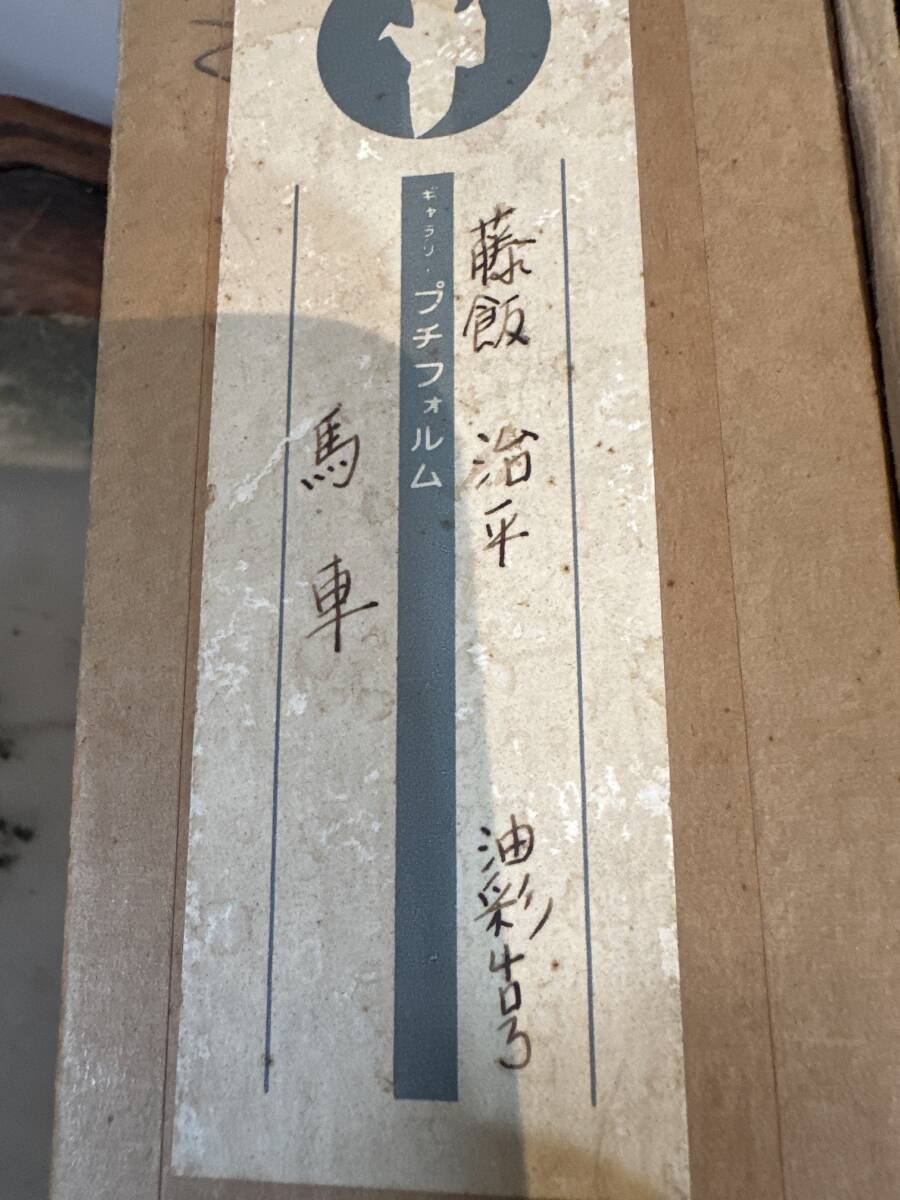 藤飯 治平 油彩4号
ギャラリ・プチフォルム
馬車